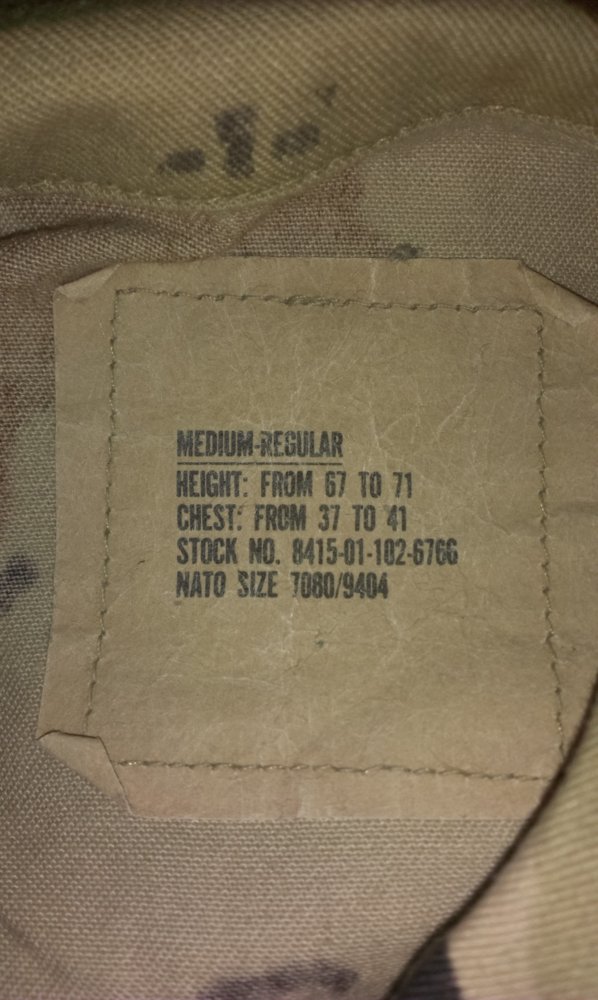 MEDIUM-REGULAR
HEIGHT: FROM 67 TO 71
CHEST: FROM 37 TO 41
STOCK NO. 8415-01-102-6766
NATO SIZE 7080/9404